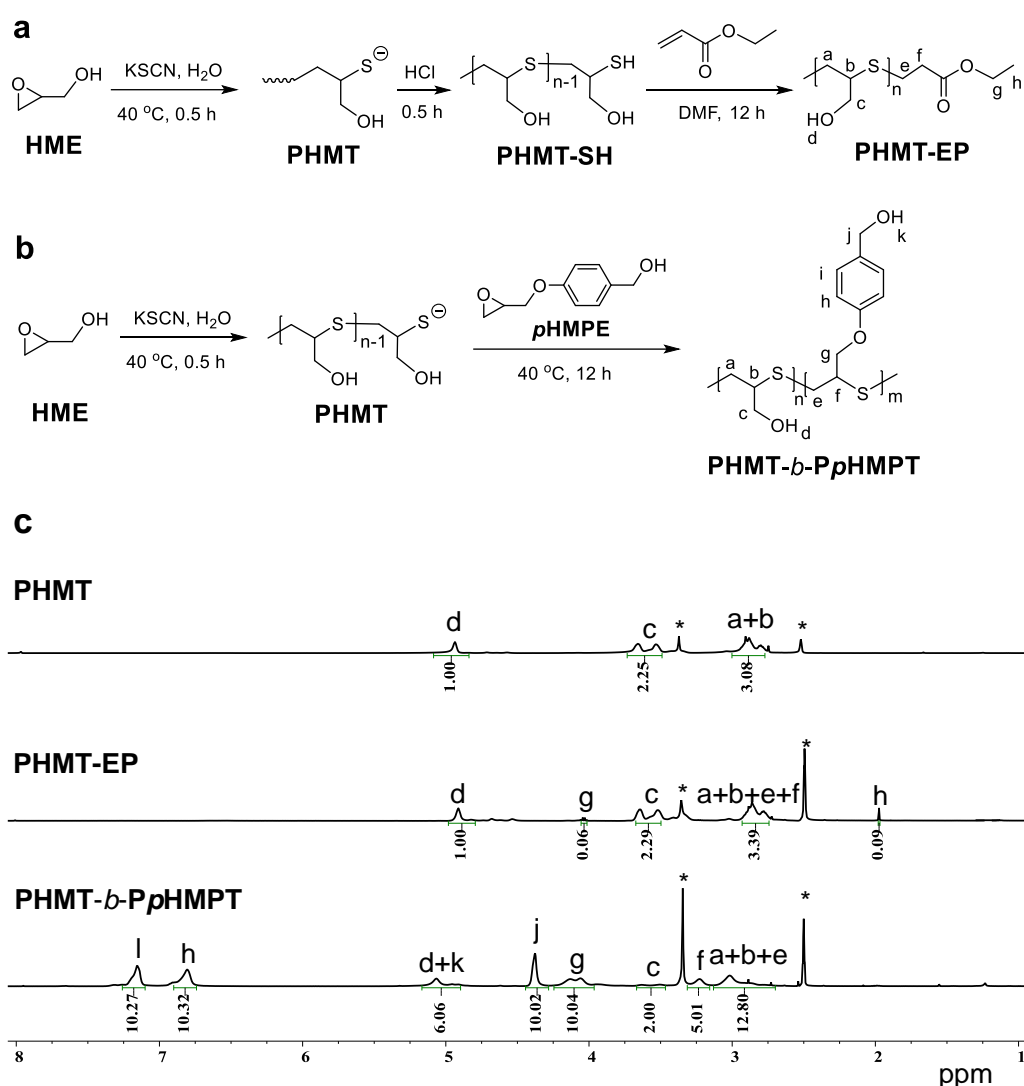 a
O
OH
HME
KSCN, H2O
40 °C, 0.5 h
S
⊖
OH
PHMT
HCl
0.5 h
S
n-1
SH
OH
OH
PHMT-SH
O
O
DMF, 12 h
a
b
S
n
e
f
O
O
g
h
c
HO
d
PHMT-EP
b
O
OH
HME
KSCN, H2O
40 °C, 0.5 h
S
n-1
S
⊖
OH
OH
PHMT
O
O
OH
pHMPE
40 °C, 12 h
OH
k
j
i
h
O
g
a
b
S
n
e
f
S
m
c
OH
d
PHMT-b-PpHMPT
c
PHMT
d
c
*
a+b
*
1.00
2.25
3.08
PHMT-EP
d
g
c
*
a+b+e+f
*
h
1.00
0.06
2.29
3.39
0.09
PHMT-b-PpHMPT
l
h
d+k
j
g
c
*
f
a+b+e
*
10.27
10.32
6.06
10.02
10.04
2.00
5.01
12.80
8 7 6 5 4 3 2 1
ppm